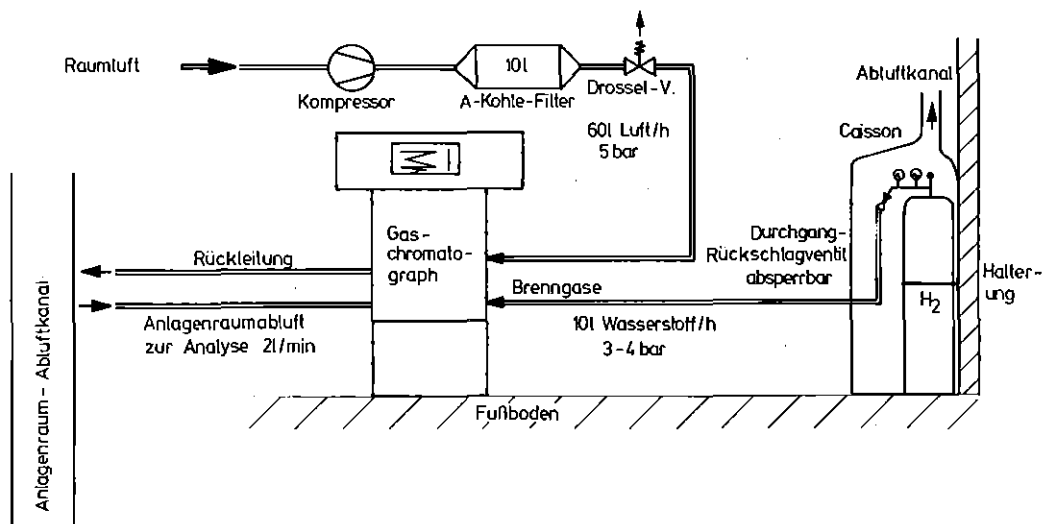 Raumluft
Kompressor
10l
A-Kohle-Filter
Drossel-V.
60l Luft/h
5 bar
Abluftkanal
Caisson
Gas-
chromato-
graph
Rückleitung
Anlagenraumabluft
zur Analyse 2l/min
Brenngase
10l Wasserstoff/h
3-4 bar
Durchgang-
Rückschlagventil
absperrbar
H2
Halter-
ung
Fußboden
Anlagenraum-Abluftkanal